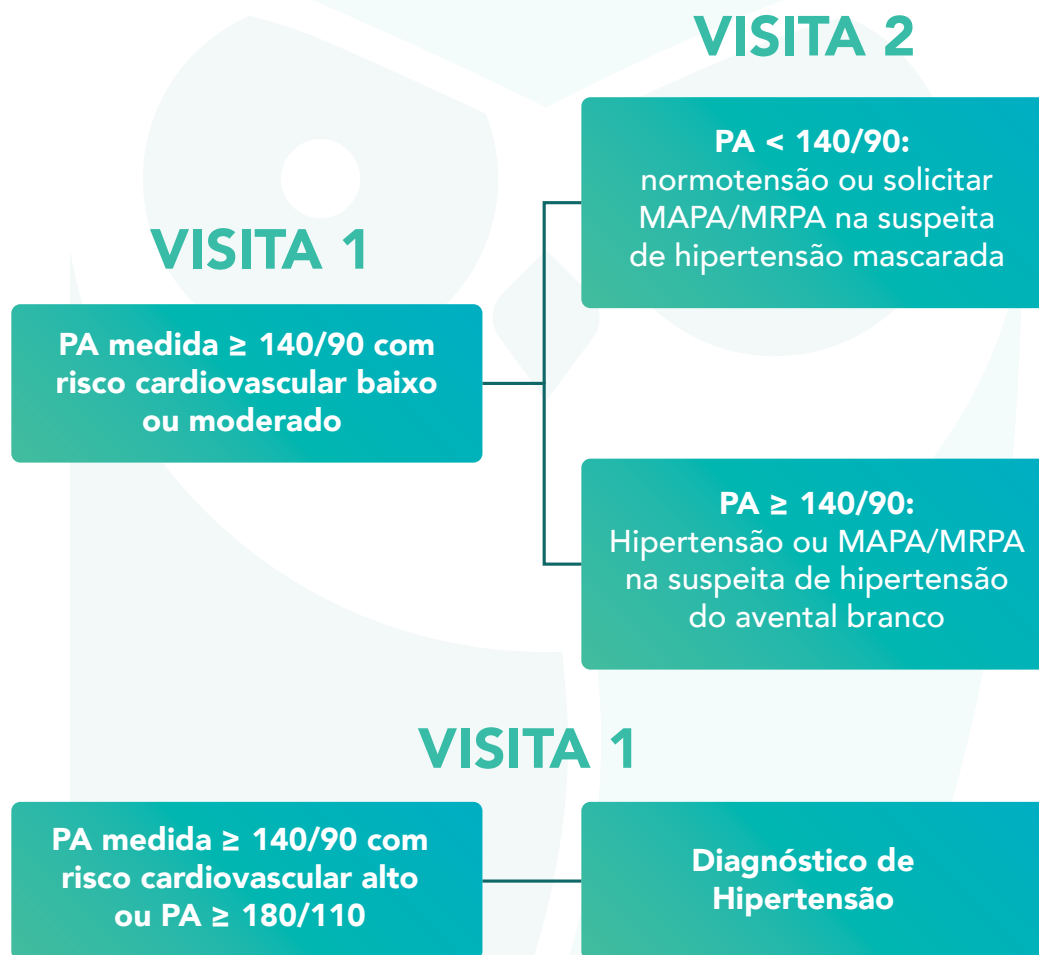 VISITA 1
PA medida ≥ 140/90 com
risco cardiovascular baixo
ou moderado
VISITA 2
PA < 140/90:
normotensão ou solicitar
MAPA/MRPA na suspeita
de hipertensão mascarada
PA ≥ 140/90:
Hipertensão ou MAPA/MRPA
na suspeita de hipertensão
do avental branco
VISITA 1
PA medida ≥ 140/90 com
risco cardiovascular alto
ou PA ≥ 180/110
Diagnóstico de
Hipertensão